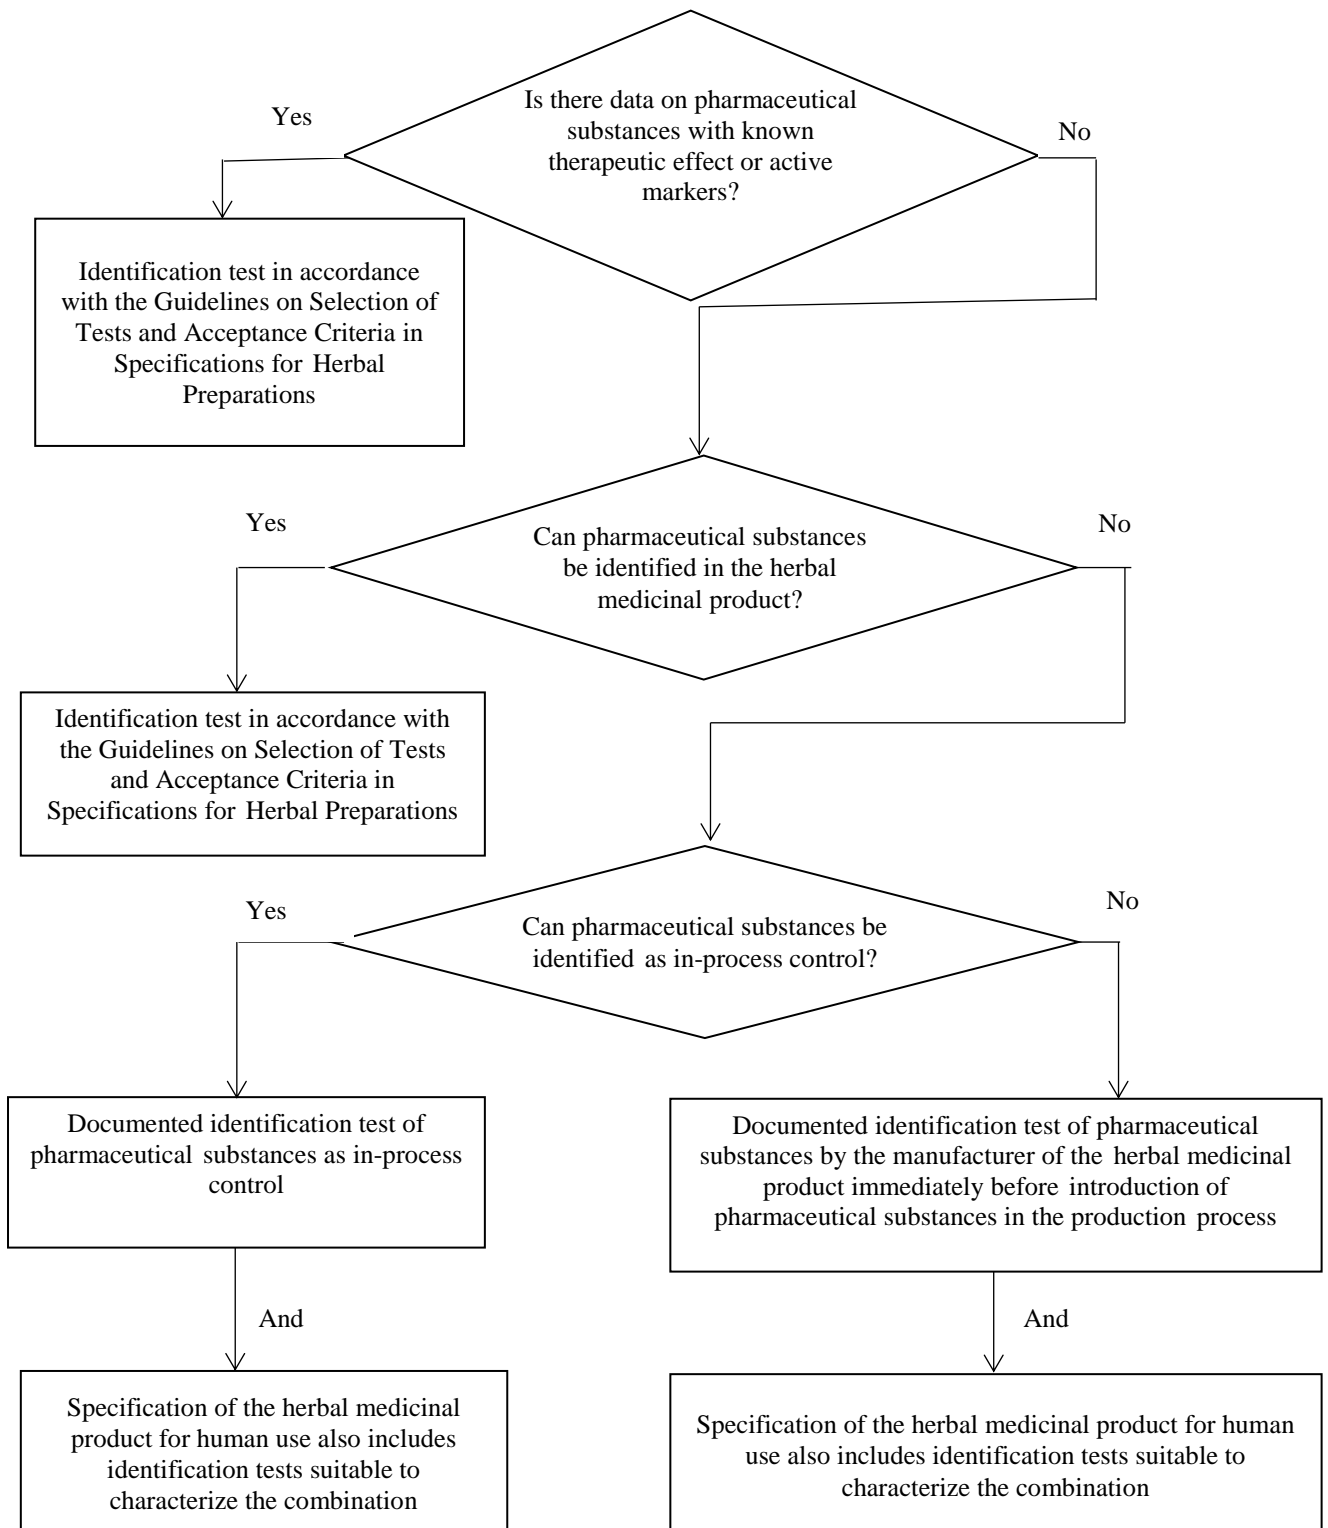 Is there data on pharmaceutical
substances with known
therapeutic effect or active
markers?
Yes
No
Identification test in accordance
with the Guidelines on Selection of
Tests and Acceptance Criteria in
Specifications for Herbal
Preparations
Can pharmaceutical substances
be identified in the herbal
medicinal product?
Yes
No
Identification test in accordance with
the Guidelines on Selection of Tests
and Acceptance Criteria in
Specifications for Herbal Preparations
Can pharmaceutical substances be
identified as in-process control?
Yes
No
Documented identification test of
pharmaceutical substances as in-process
control
Documented identification test of pharmaceutical
substances by the manufacturer of the herbal medicinal
product immediately before introduction of
pharmaceutical substances in the production process
And
And
Specification of the herbal medicinal
product for human use also includes
identification tests suitable to
characterize the combination
Specification of the herbal medicinal product for human
use also includes identification tests suitable to
characterize the combination